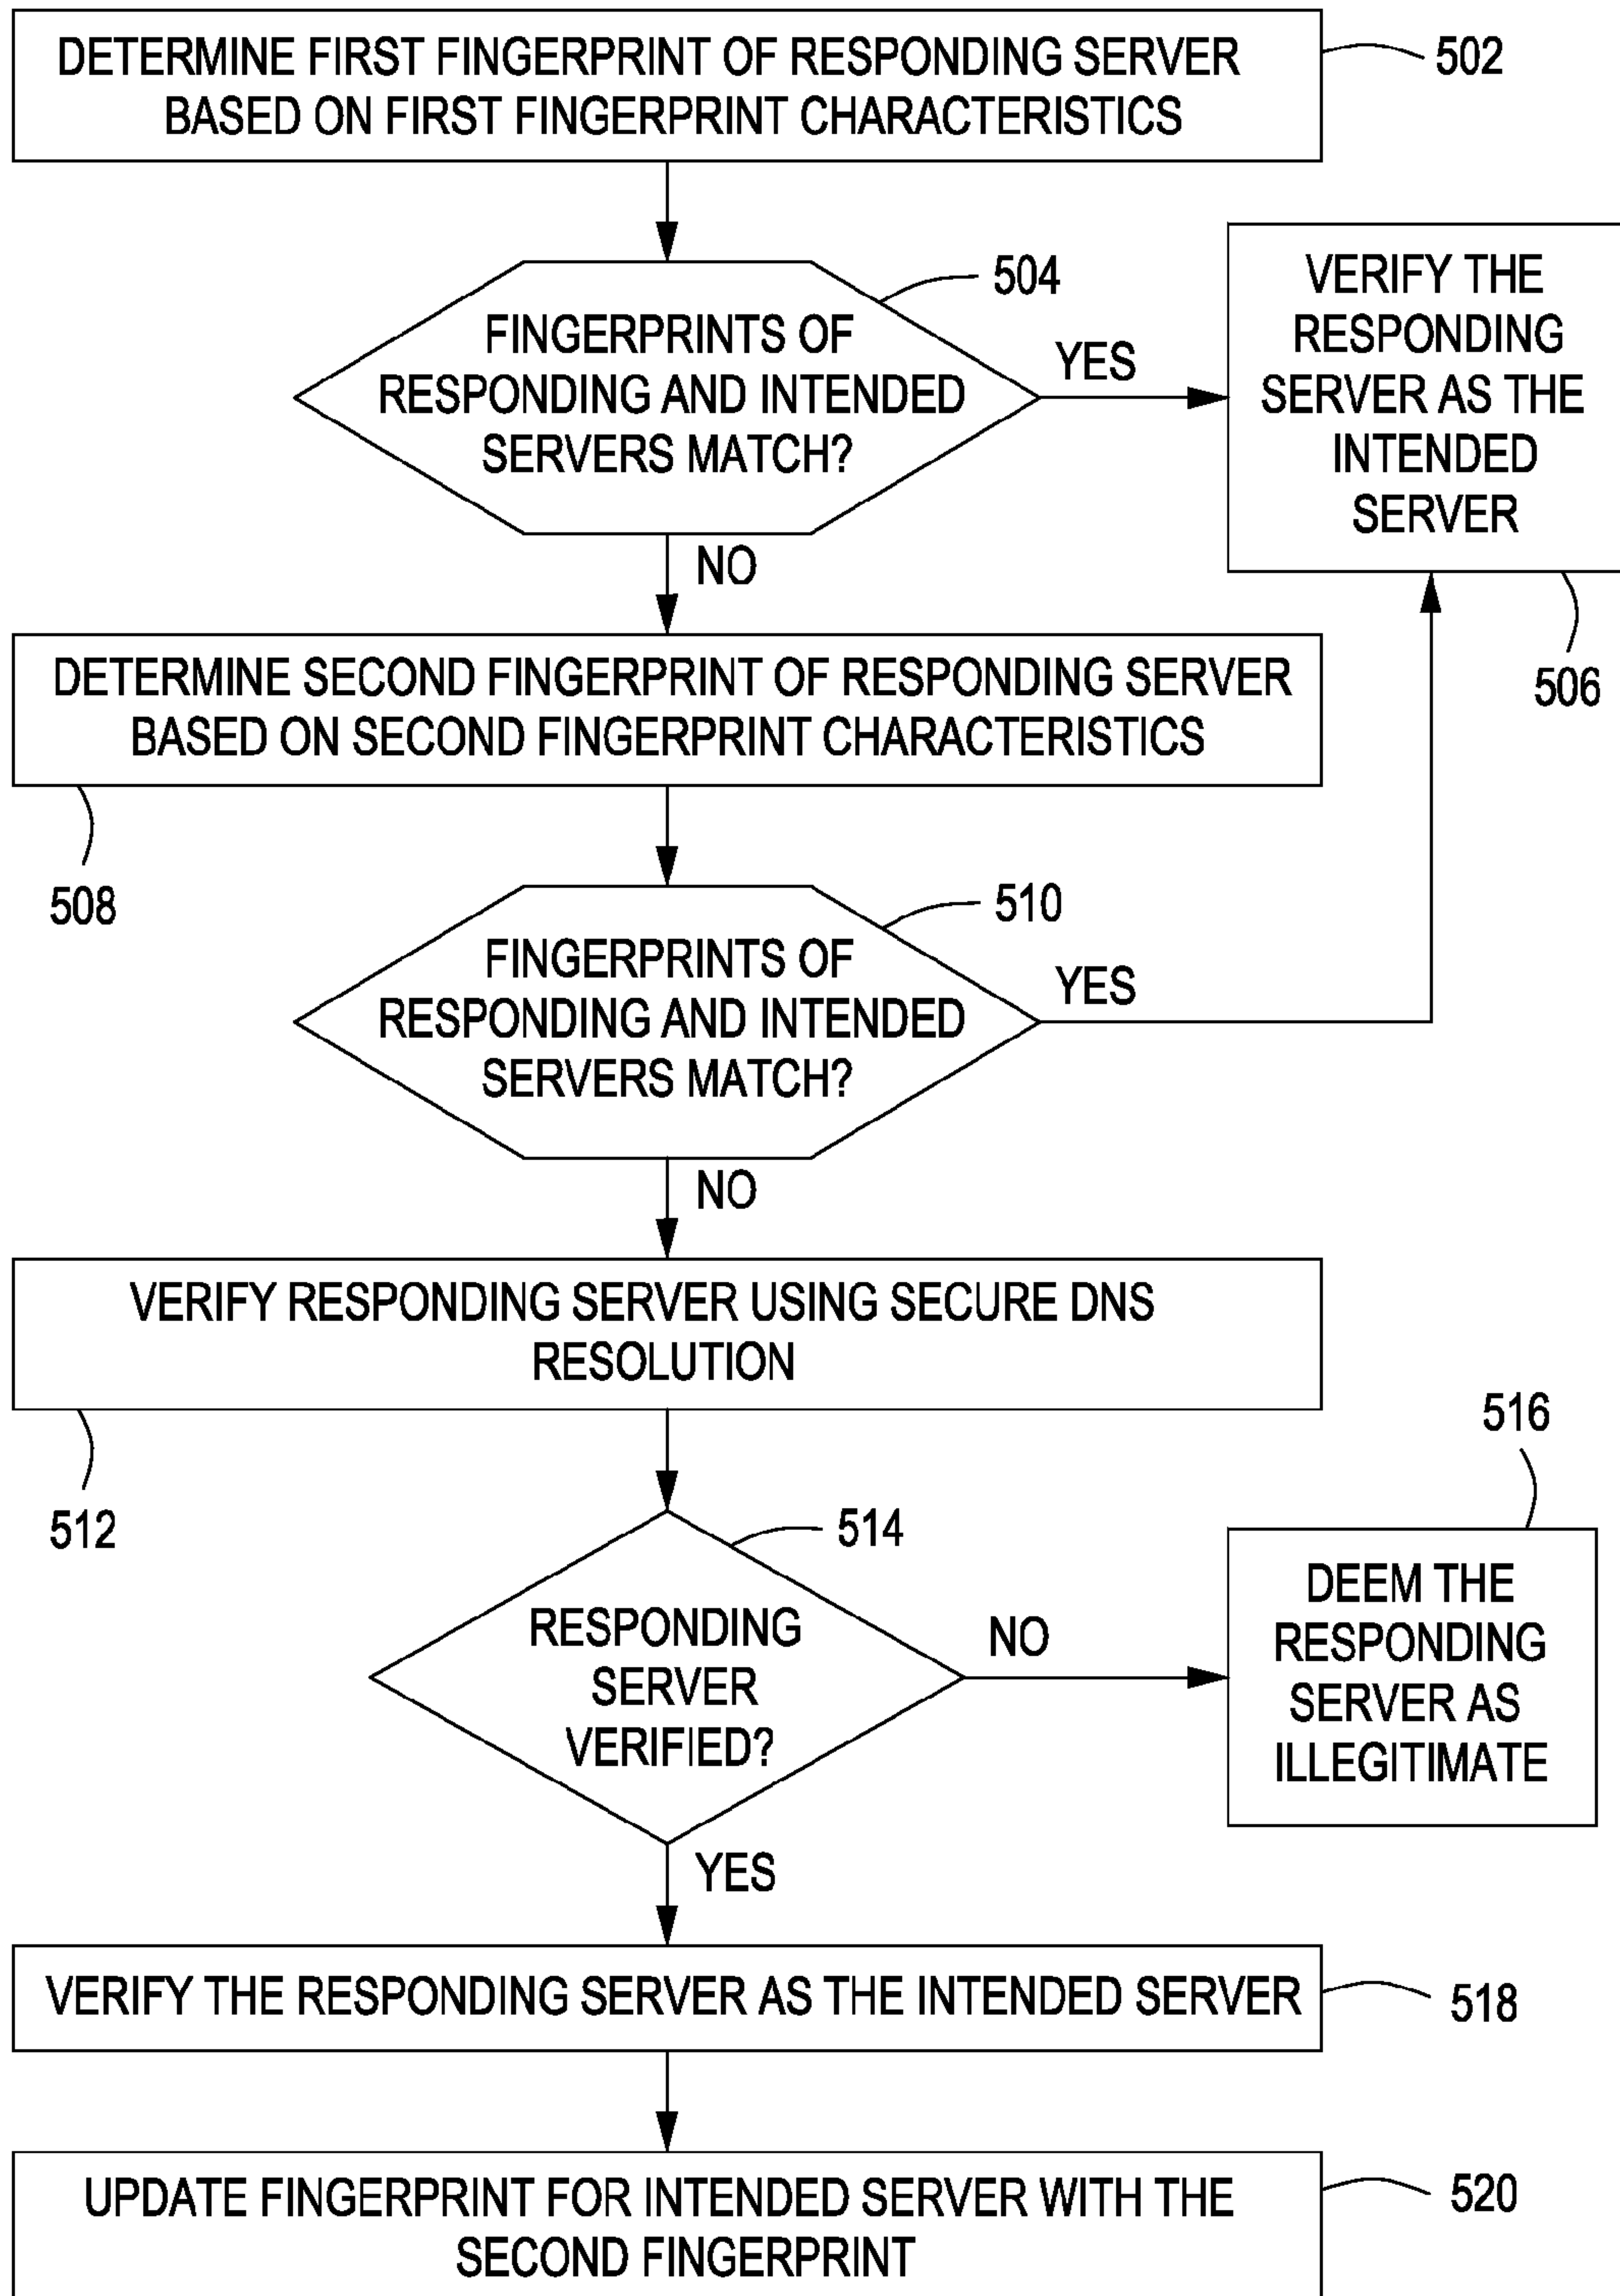 DETERMINE FIRST FINGERPRINT OF RESPONDING SERVER
BASED ON FIRST FINGERPRINT CHARACTERISTICS
502
504
FINGERPRINTS OF
RESPONDING AND INTENDED
SERVERS MATCH?
YES
VERIFY THE
RESPONDING
SERVER AS THE
INTENDED
SERVER
506
NO
DETERMINE SECOND FINGERPRINT OF RESPONDING SERVER
BASED ON SECOND FINGERPRINT CHARACTERISTICS
508
510
FINGERPRINTS OF
RESPONDING AND INTENDED
SERVERS MATCH?
YES
NO
VERIFY RESPONDING SERVER USING SECURE DNS
RESOLUTION
512
514
RESPONDING
SERVER
VERIFIED?
NO
516
DEEM THE
RESPONDING
SERVER AS
ILLEGITIMATE
YES
VERIFY THE RESPONDING SERVER AS THE INTENDED SERVER
518
UPDATE FINGERPRINT FOR INTENDED SERVER WITH THE
SECOND FINGERPRINT
520